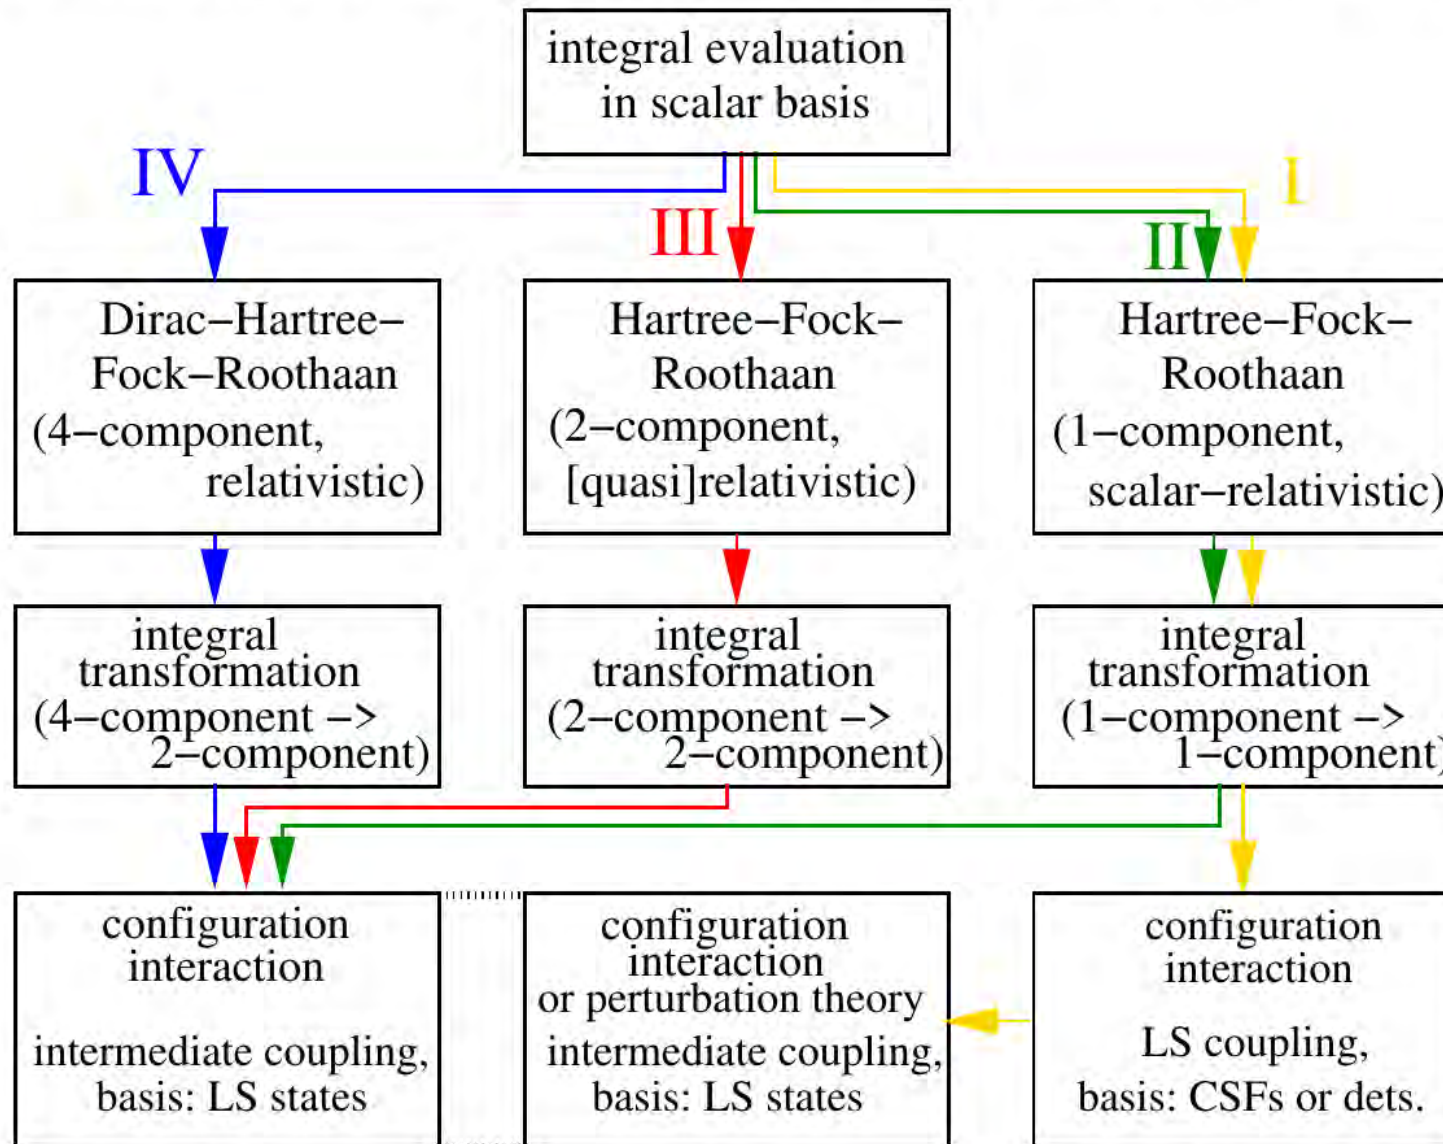 integral evaluation
in scalar basis
IV
III
II
I
Dirac–Hartree–
Fock–Roothaan
(4–component,
relativistic)
Hartree–Fock–
Roothaan
(2–component,
[quasi]relativistic)
Hartree–Fock–
Roothaan
(1–component,
scalar–relativistic)
integral
transformation
(4–component –>
2–component)
integral
transformation
(2–component –>
2–component)
integral
transformation
(1–component –>
1–component)
configuration
interaction
intermediate coupling,
basis: LS states
configuration
interaction
or perturbation theory
intermediate coupling,
basis: LS states
configuration
interaction
LS coupling,
basis: CSFs or dets.